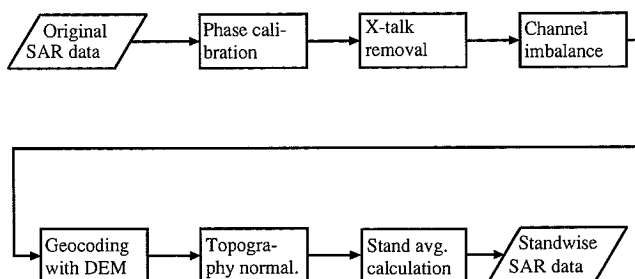 Original
SAR data
Phase cali-
bration
X-talk
removal
Channel
imbalance
Geocoding
with DEM
Topogra-
phy normal.
Stand avg.
calculation
Standwise
SAR data